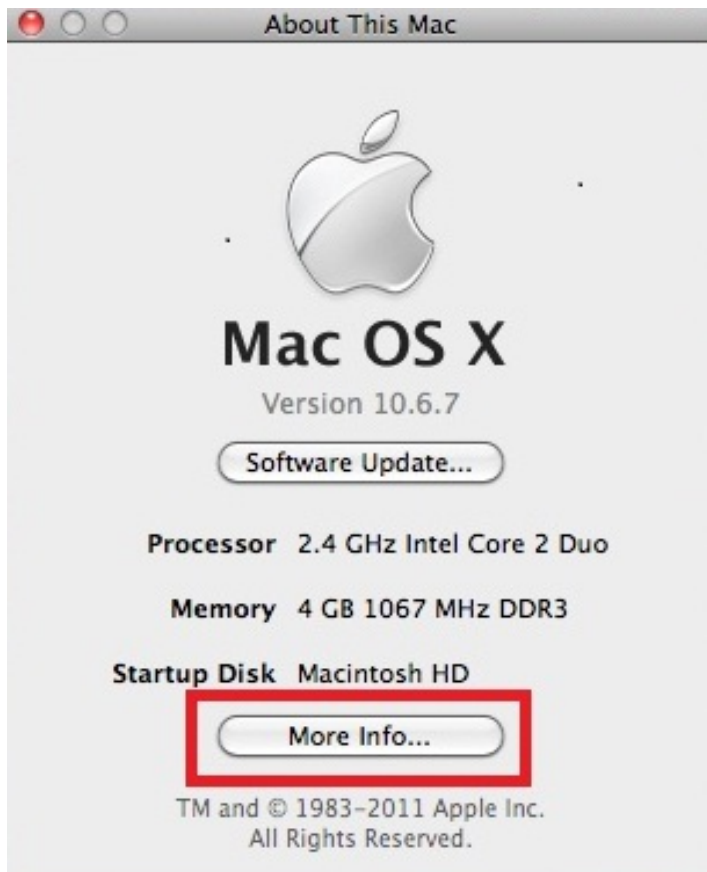 About This Mac
Mac OS X
Version 10.6.7
Software Update...
Processor 2.4 GHz Intel Core 2 Duo
Memory 4 GB 1067 MHz DDR3
Startup Disk Macintosh HD
More Info...
TM and © 1983–2011 Apple Inc.
All Rights Reserved.